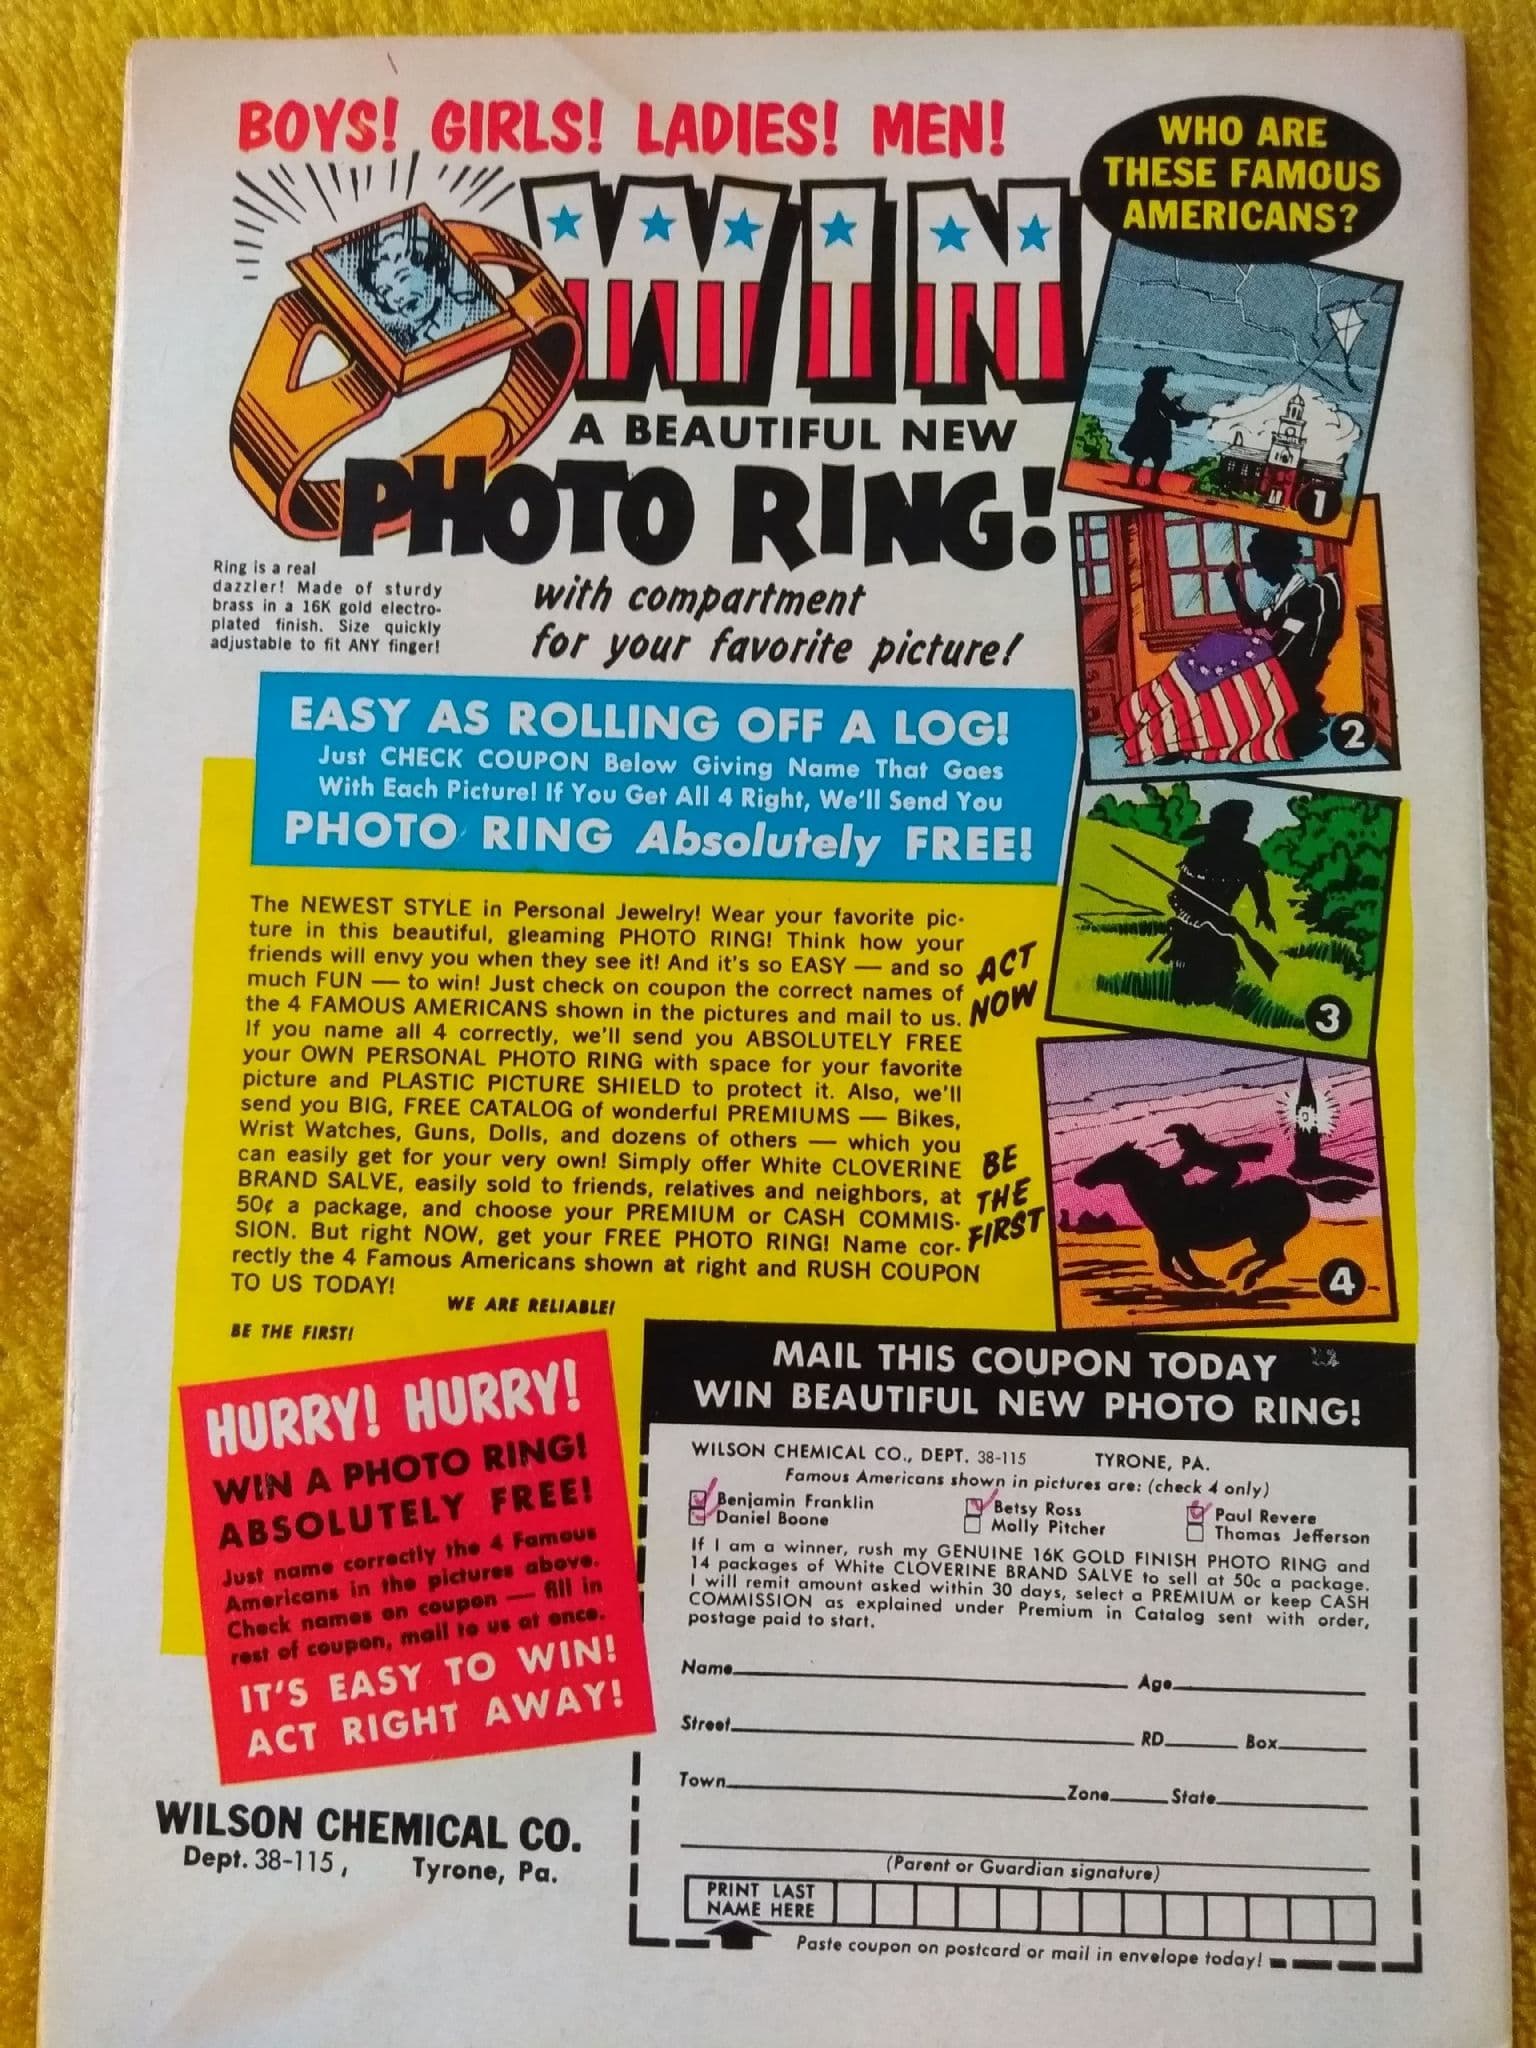 BOYS! GIRLS! LADIES! MEN!
WIN
A BEAUTIFUL NEW
PHOTO RING!
with compartment
for your favorite picture!
Ring is a real
dazzler! Made of sturdy
brass in a 16K gold electro-
plated finish. Size quickly
adjustable to fit ANY finger!
WHO ARE
THESE FAMOUS
AMERICANS?
1
2
3
4
EASY AS ROLLING OFF A LOG!
Just CHECK COUPON Below Giving Name That Goes
With Each Picture! If You Get All 4 Right, We'll Send You
PHOTO RING Absolutely FREE!
The NEWEST STYLE in Personal Jewelry! Wear your favorite pic-
ture in this beautiful, gleaming PHOTO RING! Think how your
friends will envy you when they see it! And it's so EASY — and so
much FUN — to win! Just check on coupon the correct names of
the 4 FAMOUS AMERICANS shown in the pictures and mail to us.
If you name all 4 correctly, we'll send you ABSOLUTELY FREE
your OWN PERSONAL PHOTO RING with space for your favorite
picture and PLASTIC PICTURE SHIELD to protect it. Also, we'll
send you BIG, FREE CATALOG of wonderful PREMIUMS — Bikes,
Wrist Watches, Guns, Dolls, and dozens of others — which you
can easily get for your very own! Simply offer White CLOVERINE
BRAND SALVE, easily sold to friends, relatives and neighbors, at
50¢ a package, and choose your PREMIUM or CASH COMMIS-
SION. But right NOW, get your FREE PHOTO RING! Name cor-
rectly the 4 Famous Americans shown at right and RUSH COUPON
TO US TODAY!
ACT
NOW
BE
THE
FIRST
WE ARE RELIABLE!
BE THE FIRST!
HURRY! HURRY!
WIN A PHOTO RING!
ABSOLUTELY FREE!
Just name correctly the 4 Famous
Americans in the pictures above.
Check names on coupon — fill in
rest of coupon, mail to us at once.
IT'S EASY TO WIN!
ACT RIGHT AWAY!
WILSON CHEMICAL CO.
Dept. 38-115, Tyrone, Pa.
MAIL THIS COUPON TODAY
WIN BEAUTIFUL NEW PHOTO RING!
WILSON CHEMICAL CO., DEPT. 38-115 TYRONE, PA.
Famous Americans shown in pictures are: (check 4 only)
Benjamin Franklin Betsy Ross Paul Revere
Daniel Boone Molly Pitcher Thomas Jefferson
If I am a winner, rush my GENUINE 16K GOLD FINISH PHOTO RING and
14 packages of White CLOVERINE BRAND SALVE to sell at 50c a package.
I will remit amount asked within 30 days, select a PREMIUM or keep CASH
COMMISSION as explained under Premium in Catalog sent with order,
postage paid to start.
Name Age
Street RD Box
Town Zone State
(Parent or Guardian signature)
PRINT LAST
NAME HERE
Paste coupon on postcard or mail in envelope today!